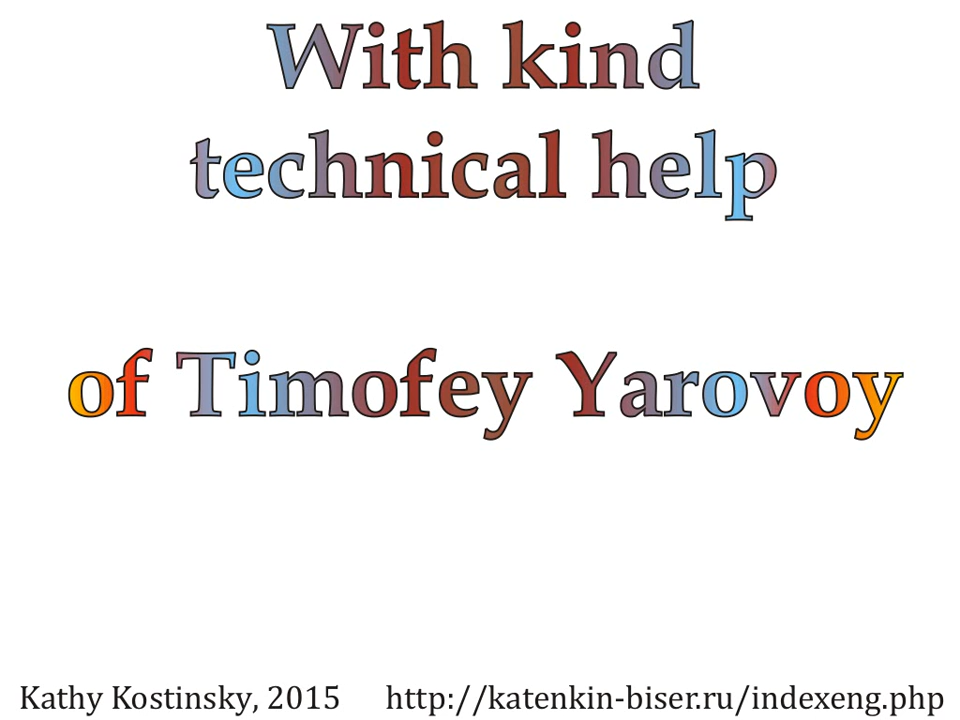 With kind
technical help
of Timofey Yarovoy
Kathy Kostinsky, 2015 http://katenkin-biser.ru/indexeng.php